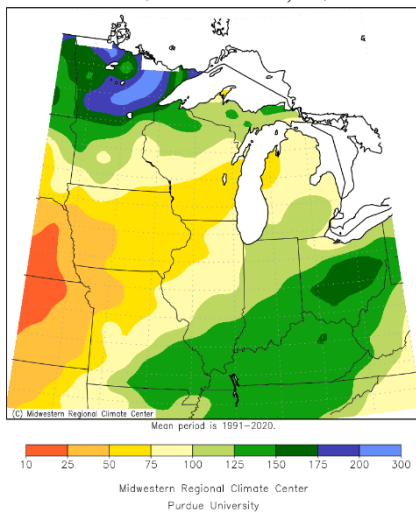 (C) Midwestern Regional Climate Center
Mean period is 1991-2020.
10 25 50 75 100 125 150 175 200 300
Midwestern Regional Climate Center
Purdue University